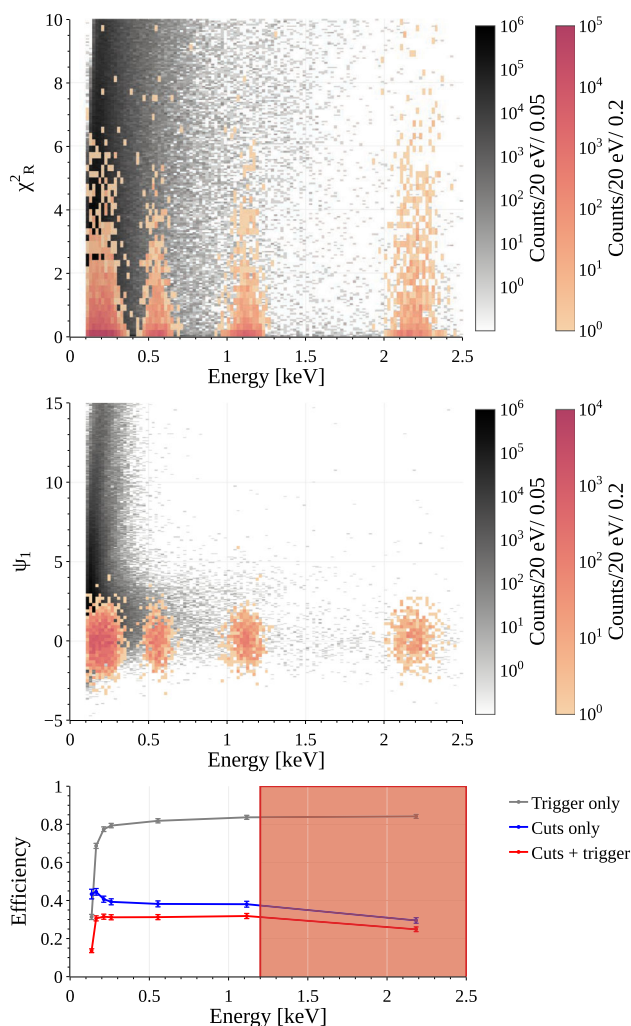 10
8
6
4
2
0
χ²R
0 0.5 1 1.5 2 2.5
Energy [keV]
10⁶
10⁵
10⁴
10³
10²
10¹
10⁰
Counts/20 eV/ 0.05
10⁵
10⁴
10³
10²
10¹
10⁰
Counts/20 eV/ 0.2
15
10
5
0
−5
ψ₁
0 0.5 1 1.5 2 2.5
Energy [keV]
10⁶
10⁵
10⁴
10³
10²
10¹
10⁰
Counts/20 eV/ 0.05
10⁴
10³
10²
10¹
10⁰
Counts/20 eV/ 0.2
1
0.8
0.6
0.4
0.2
0
Efficiency
0 0.5 1 1.5 2 2.5
Energy [keV]
Trigger only
Cuts only
Cuts + trigger